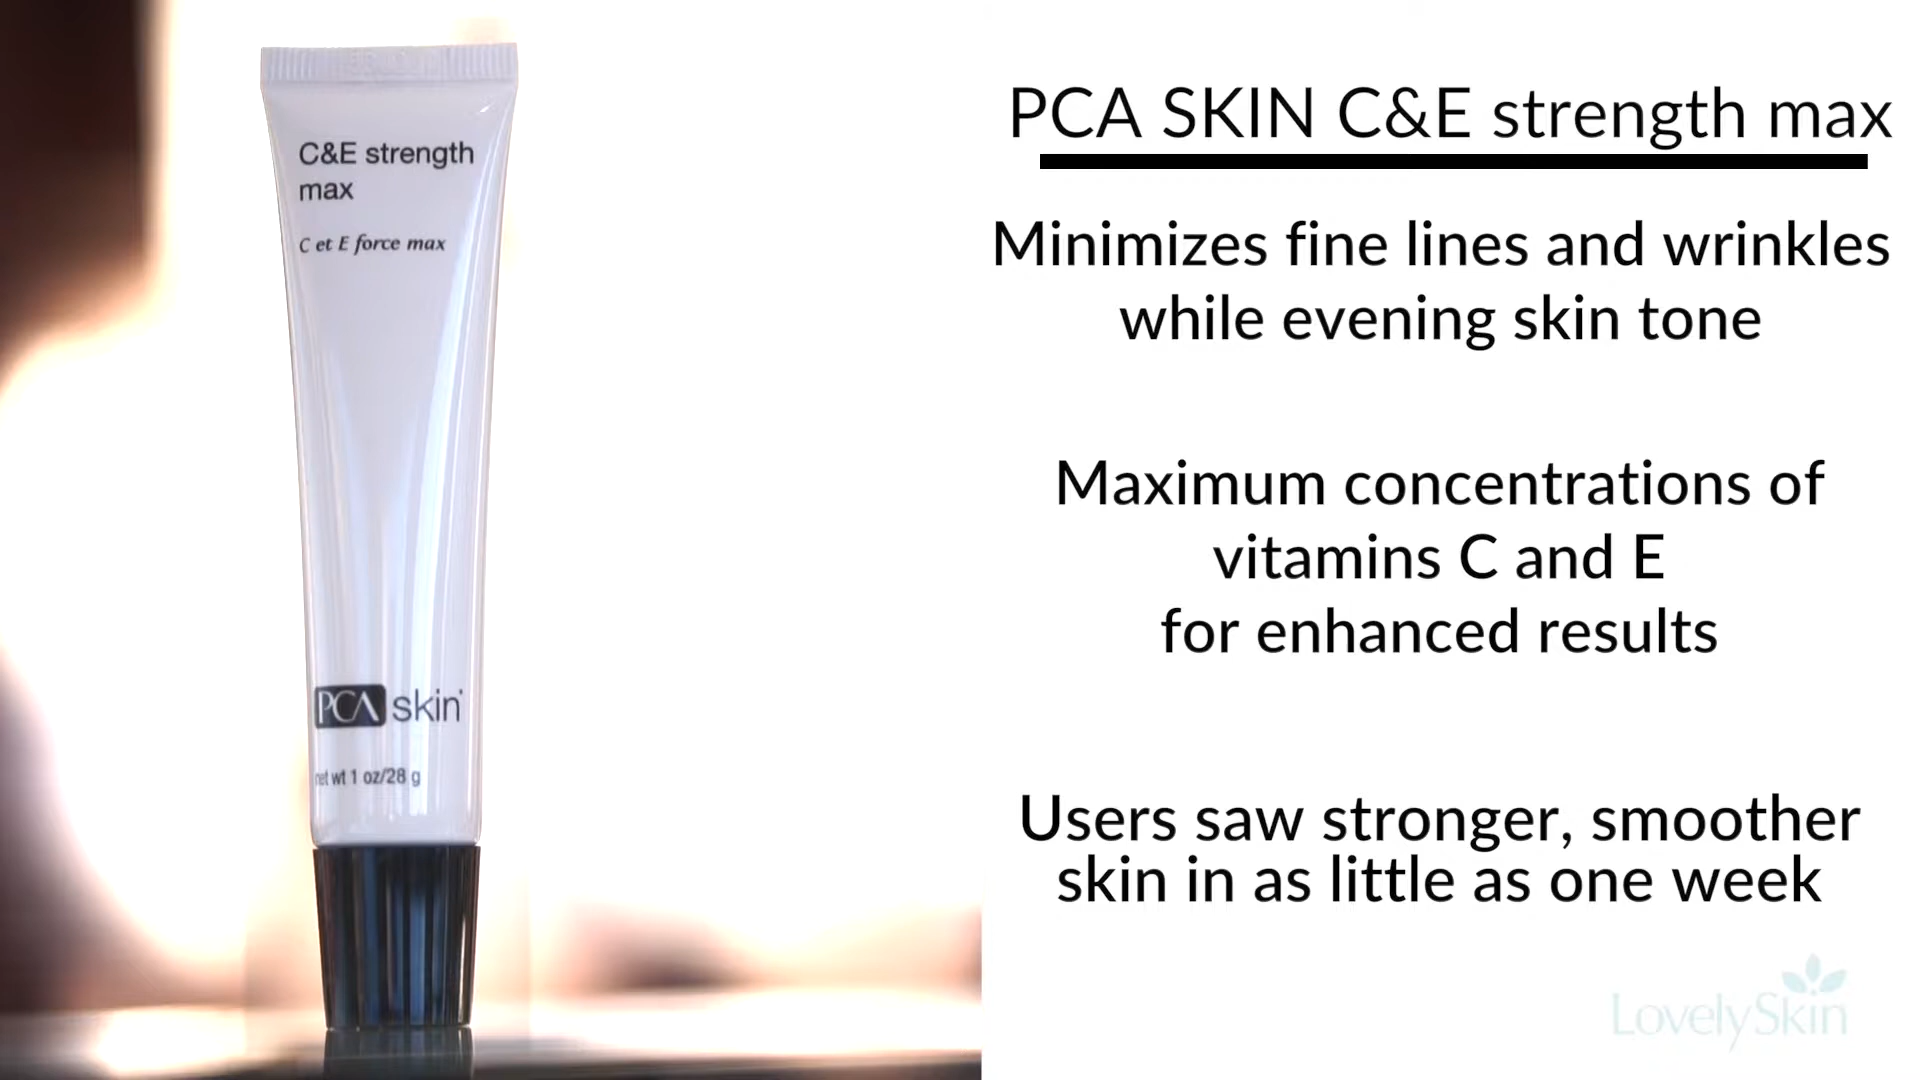 C&E strength
max
C et E force max
PCA skin
net wt 1 oz/28 g
PCA SKIN C&E strength max
Minimizes fine lines and wrinkles
while evening skin tone
Maximum concentrations of
vitamins C and E
for enhanced results
Users saw stronger, smoother
skin in as little as one week
LovelySkin